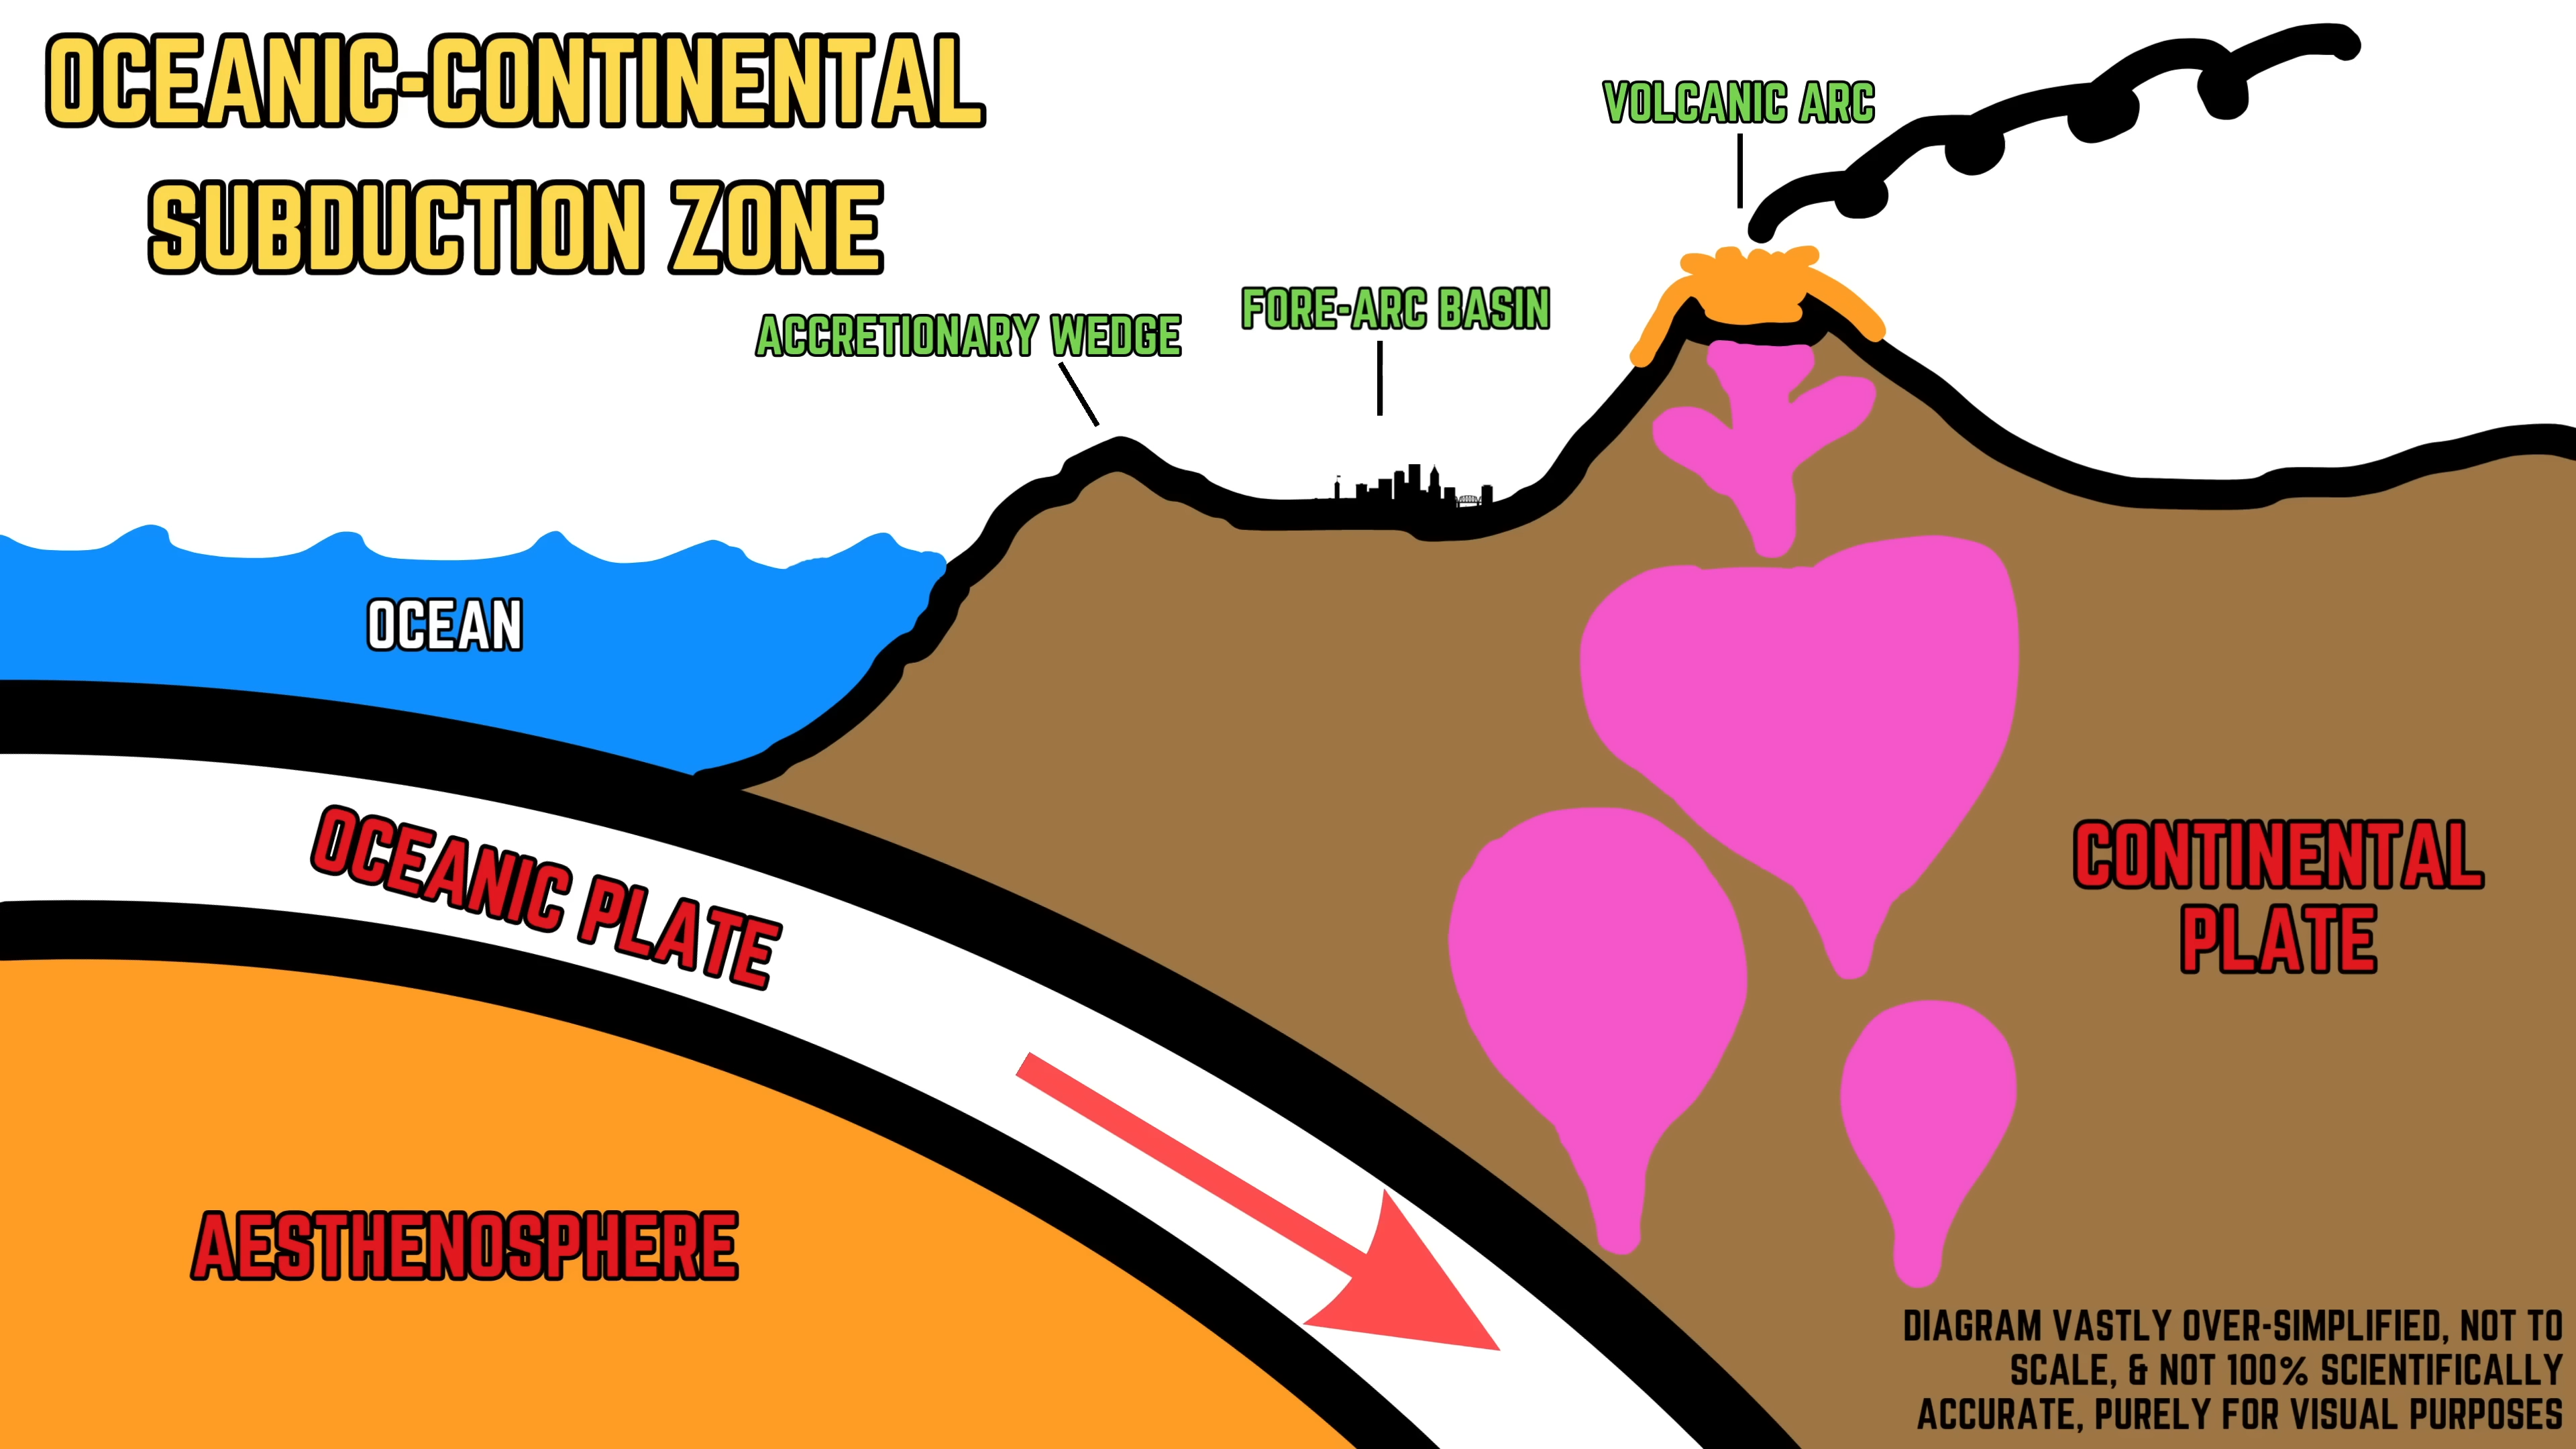 OCEANIC-CONTINENTAL
SUBDUCTION ZONE
VOLCANIC ARC
FORE-ARC BASIN
ACCRETIONARY WEDGE
OCEAN
OCEANIC PLATE
CONTINENTAL
PLATE
AESTHENOSPHERE
DIAGRAM VASTLY OVER-SIMPLIFIED, NOT TO
SCALE, & NOT 100% SCIENTIFICALLY
ACCURATE, PURELY FOR VISUAL PURPOSES